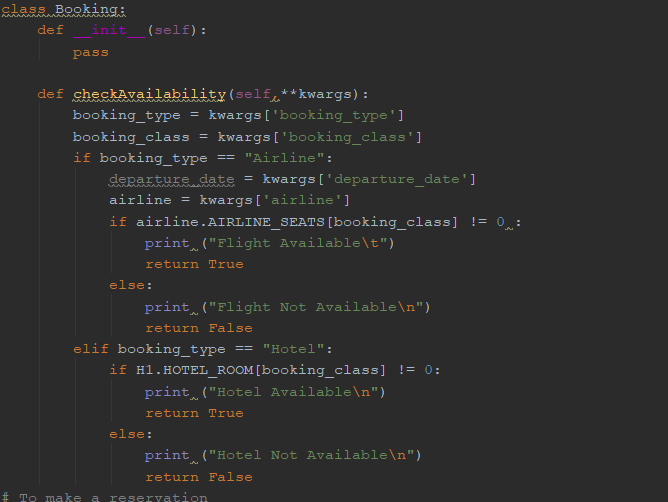 class Booking:
    def __init__(self):
        pass

    def checkAvailability(self,**kwargs):
        booking_type = kwargs['booking_type']
        booking_class = kwargs['booking_class']
        if booking_type == "Airline":
            departure_date = kwargs['departure_date']
            airline = kwargs['airline']
            if airline.AIRLINE_SEATS[booking_class] != 0 :
                print ("Flight Available\t")
                return True
            else:
                print ("Flight Not Available\n")
                return False
        elif booking_type == "Hotel":
            if H1.HOTEL_ROOM[booking_class] != 0:
                print ("Hotel Available\n")
                return True
            else:
                print ("Hotel Not Available\n")
                return False
# To make a reservation